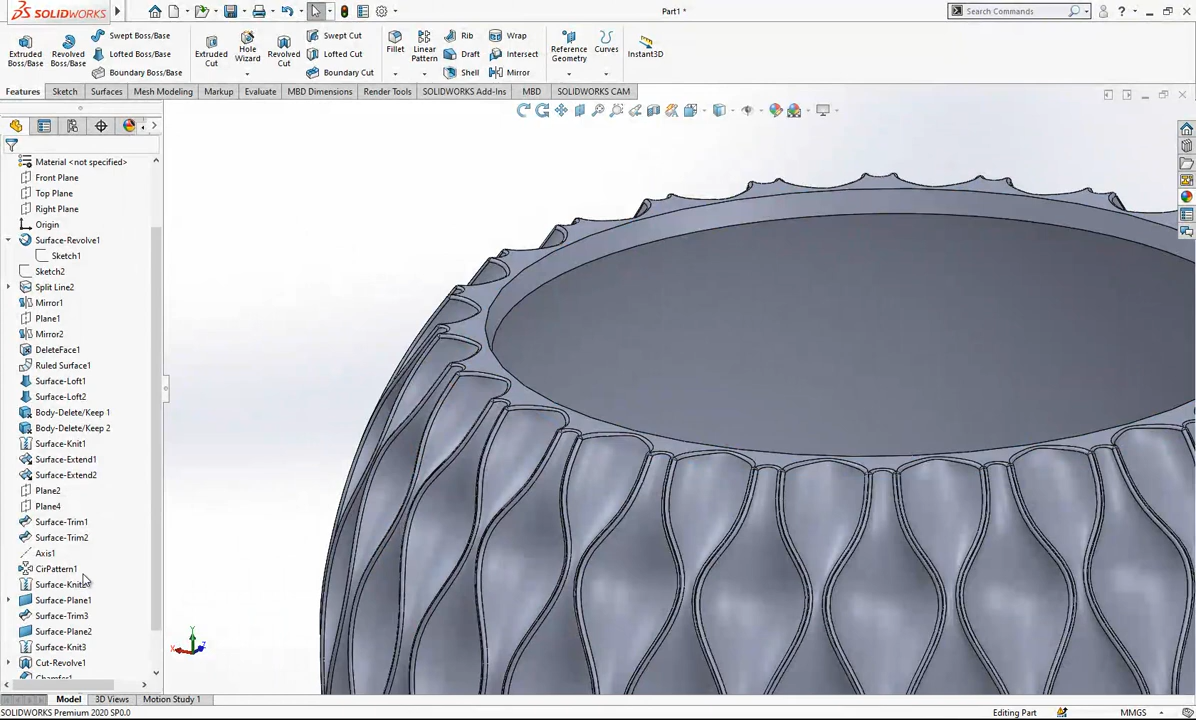 SOLIDWORKS
Part1 *
Search Commands
?
Extruded Boss/Base
Revolved Boss/Base
Swept Boss/Base
Lofted Boss/Base
Boundary Boss/Base
Extruded Cut
Hole Wizard
Revolved Cut
Swept Cut
Lofted Cut
Boundary Cut
Fillet
Linear Pattern
Rib
Draft
Shell
Wrap
Intersect
Mirror
Reference Geometry
Curves
Instant3D
Features
Sketch
Surfaces
Mesh Modeling
Markup
Evaluate
MBD Dimensions
Render Tools
SOLIDWORKS Add-Ins
MBD
SOLIDWORKS CAM
Material <not specified>
Front Plane
Top Plane
Right Plane
Origin
Surface-Revolve1
Sketch1
Sketch2
Split Line2
Mirror1
Plane1
Mirror2
DeleteFace1
Ruled Surface1
Surface-Loft1
Surface-Loft2
Body-Delete/Keep 1
Body-Delete/Keep 2
Surface-Knit1
Surface-Extend1
Surface-Extend2
Plane2
Plane4
Surface-Trim1
Surface-Trim2
Axis1
CirPattern1
Surface-Plane1
Surface-Trim3
Surface-Plane2
Surface-Knit3
Cut-Revolve1
Chamfer1
Y
X
Z
Model
3D Views
Motion Study 1
SOLIDWORKS Premium 2020 SP0.0
Editing Part
MMGS